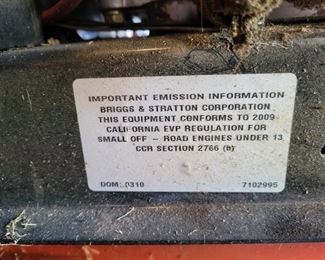 IMPORTANT EMISSION INFORMATION
BRIGGS & STRATTON CORPORATION
THIS EQUIPMENT CONFORMS TO 2009
CALIFORNIA EVP REGULATION FOR
SMALL OFF - ROAD ENGINES UNDER 13
CCR SECTION 2766 (B)
DOM: 0310 7102995